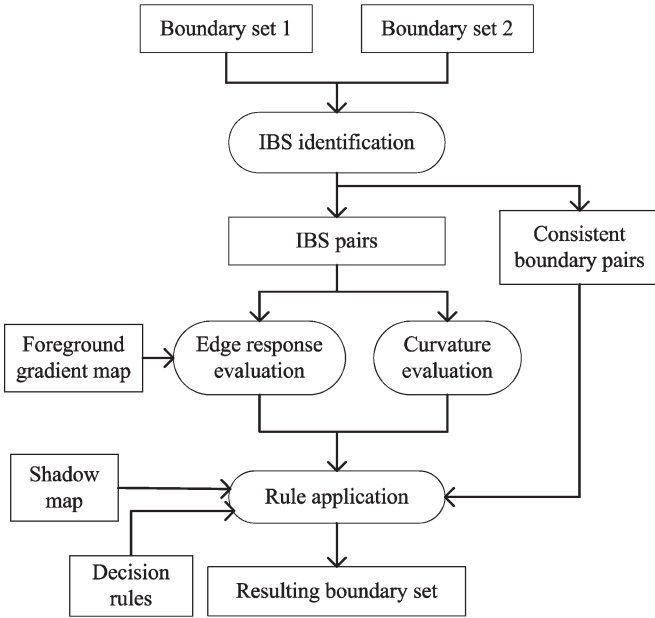 Boundary set 1
Boundary set 2
IBS identification
IBS pairs
Consistent
boundary pairs
Foreground
gradient map
Edge response
evaluation
Curvature
evaluation
Shadow
map
Rule application
Decision
rules
Resulting boundary set